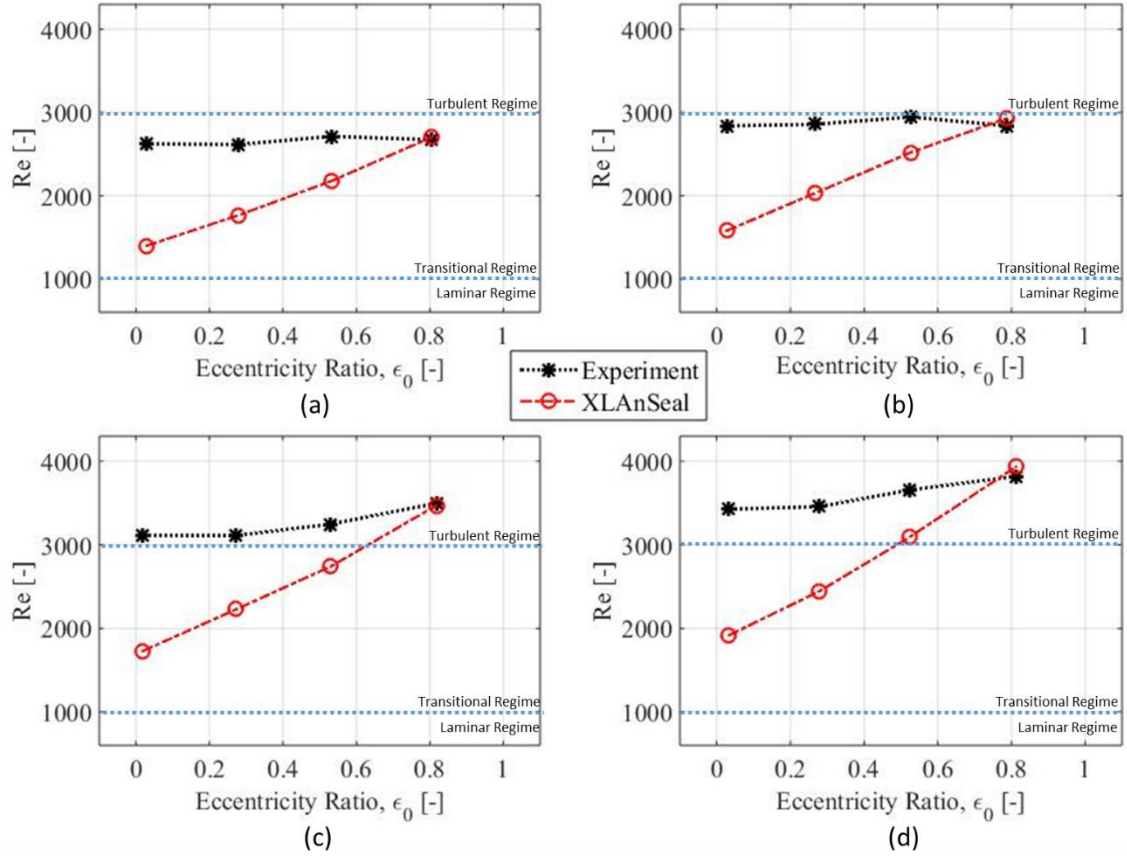 4000
3000
2000
1000
Re [-]
Turbulent Regime
Transitional Regime
Laminar Regime
0 0.2 0.4 0.6 0.8 1
Eccentricity Ratio, ϵ₀ [-]
(a)
4000
3000
2000
1000
Re [-]
Turbulent Regime
Transitional Regime
Laminar Regime
0 0.2 0.4 0.6 0.8 1
Eccentricity Ratio, ϵ₀ [-]
(b)
Experiment
XLAnSeal
4000
3000
2000
1000
Re [-]
Turbulent Regime
Transitional Regime
Laminar Regime
0 0.2 0.4 0.6 0.8 1
Eccentricity Ratio, ϵ₀ [-]
(c)
4000
3000
2000
1000
Re [-]
Turbulent Regime
Transitional Regime
Laminar Regime
0 0.2 0.4 0.6 0.8 1
Eccentricity Ratio, ϵ₀ [-]
(d)